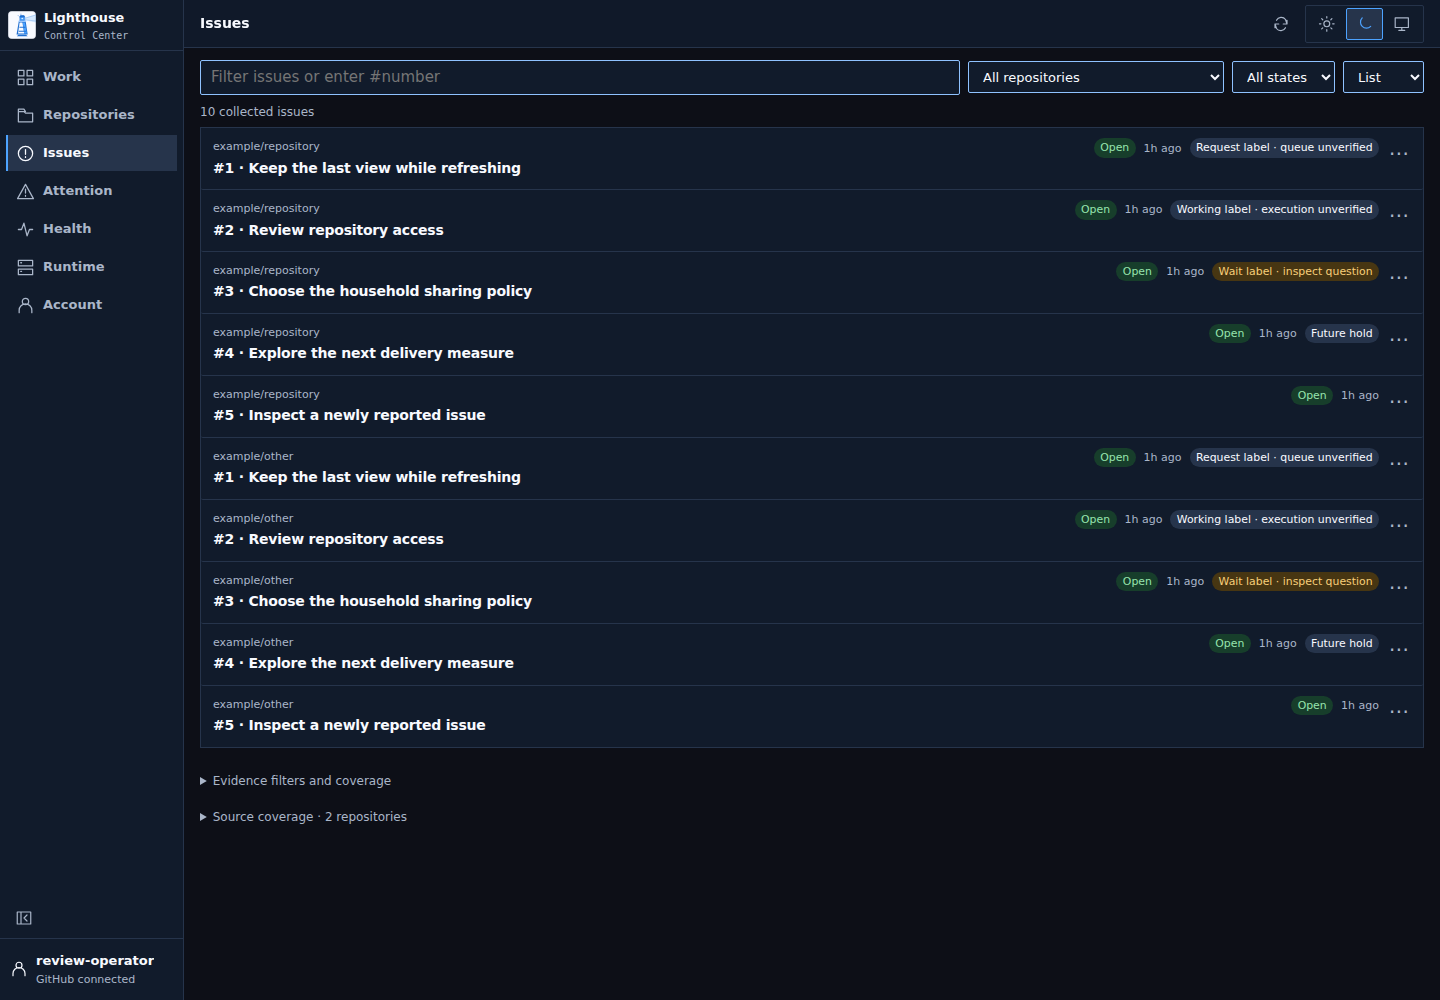 Lighthouse
Control Center
Work
Repositories
Issues
Attention
Health
Runtime
Account
review-operator
GitHub connected
Issues
Filter issues or enter #number
All repositories
All states
List
10 collected issues
example/repository
#1 · Keep the last view while refreshing
Open 1h ago Request label · queue unverified ...
example/repository
#2 · Review repository access
Open 1h ago Working label · execution unverified ...
example/repository
#3 · Choose the household sharing policy
Open 1h ago Wait label · inspect question ...
example/repository
#4 · Explore the next delivery measure
Open 1h ago Future hold ...
example/repository
#5 · Inspect a newly reported issue
Open 1h ago ...
example/other
#1 · Keep the last view while refreshing
Open 1h ago Request label · queue unverified ...
example/other
#2 · Review repository access
Open 1h ago Working label · execution unverified ...
example/other
#3 · Choose the household sharing policy
Open 1h ago Wait label · inspect question ...
example/other
#4 · Explore the next delivery measure
Open 1h ago Future hold ...
example/other
#5 · Inspect a newly reported issue
Open 1h ago ...
Evidence filters and coverage
Source coverage · 2 repositories